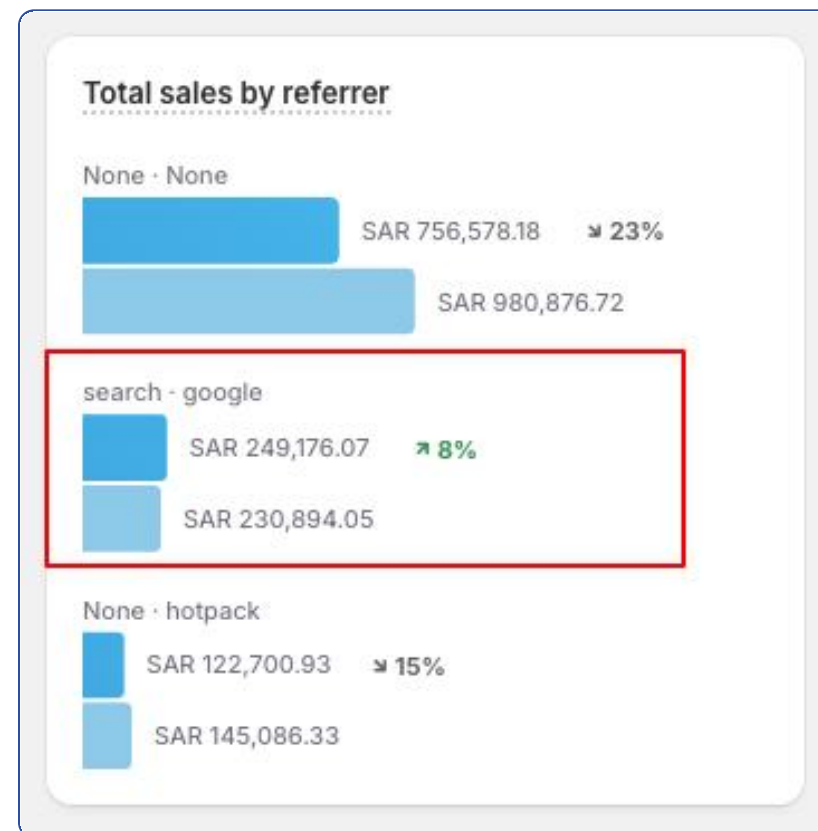 Total sales by referrer
None · None
SAR 756,578.18 ↘ 23%
SAR 980,876.72
search · google
SAR 249,176.07 ↗ 8%
SAR 230,894.05
None · hotpack
SAR 122,700.93 ↘ 15%
SAR 145,086.33